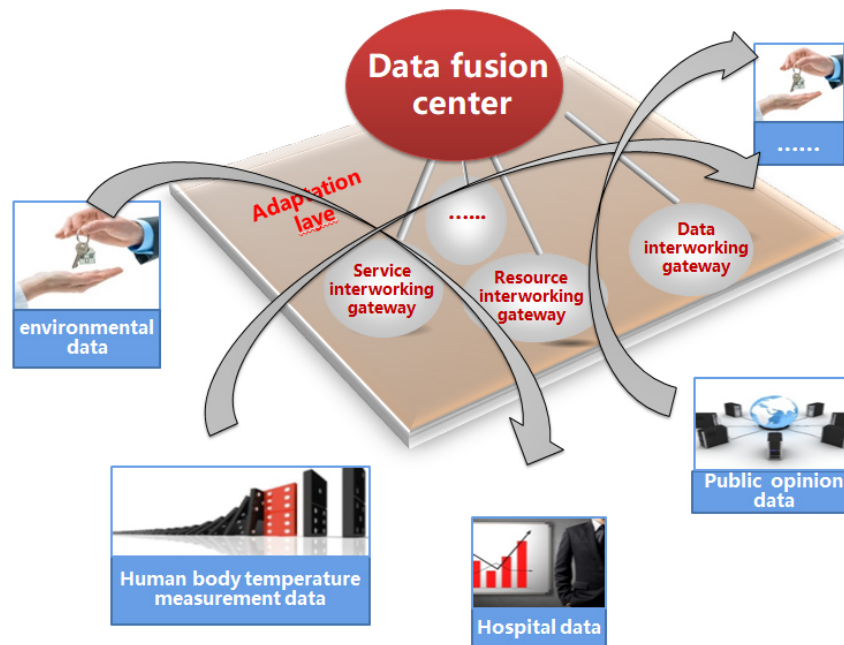 Data fusion
center
……
Adaptation
laye
…...
Data
interworking
gateway
Service
interworking
gateway
Resource
interworking
gateway
environmental
data
Public opinion
data
Human body temperature
measurement data
Hospital data